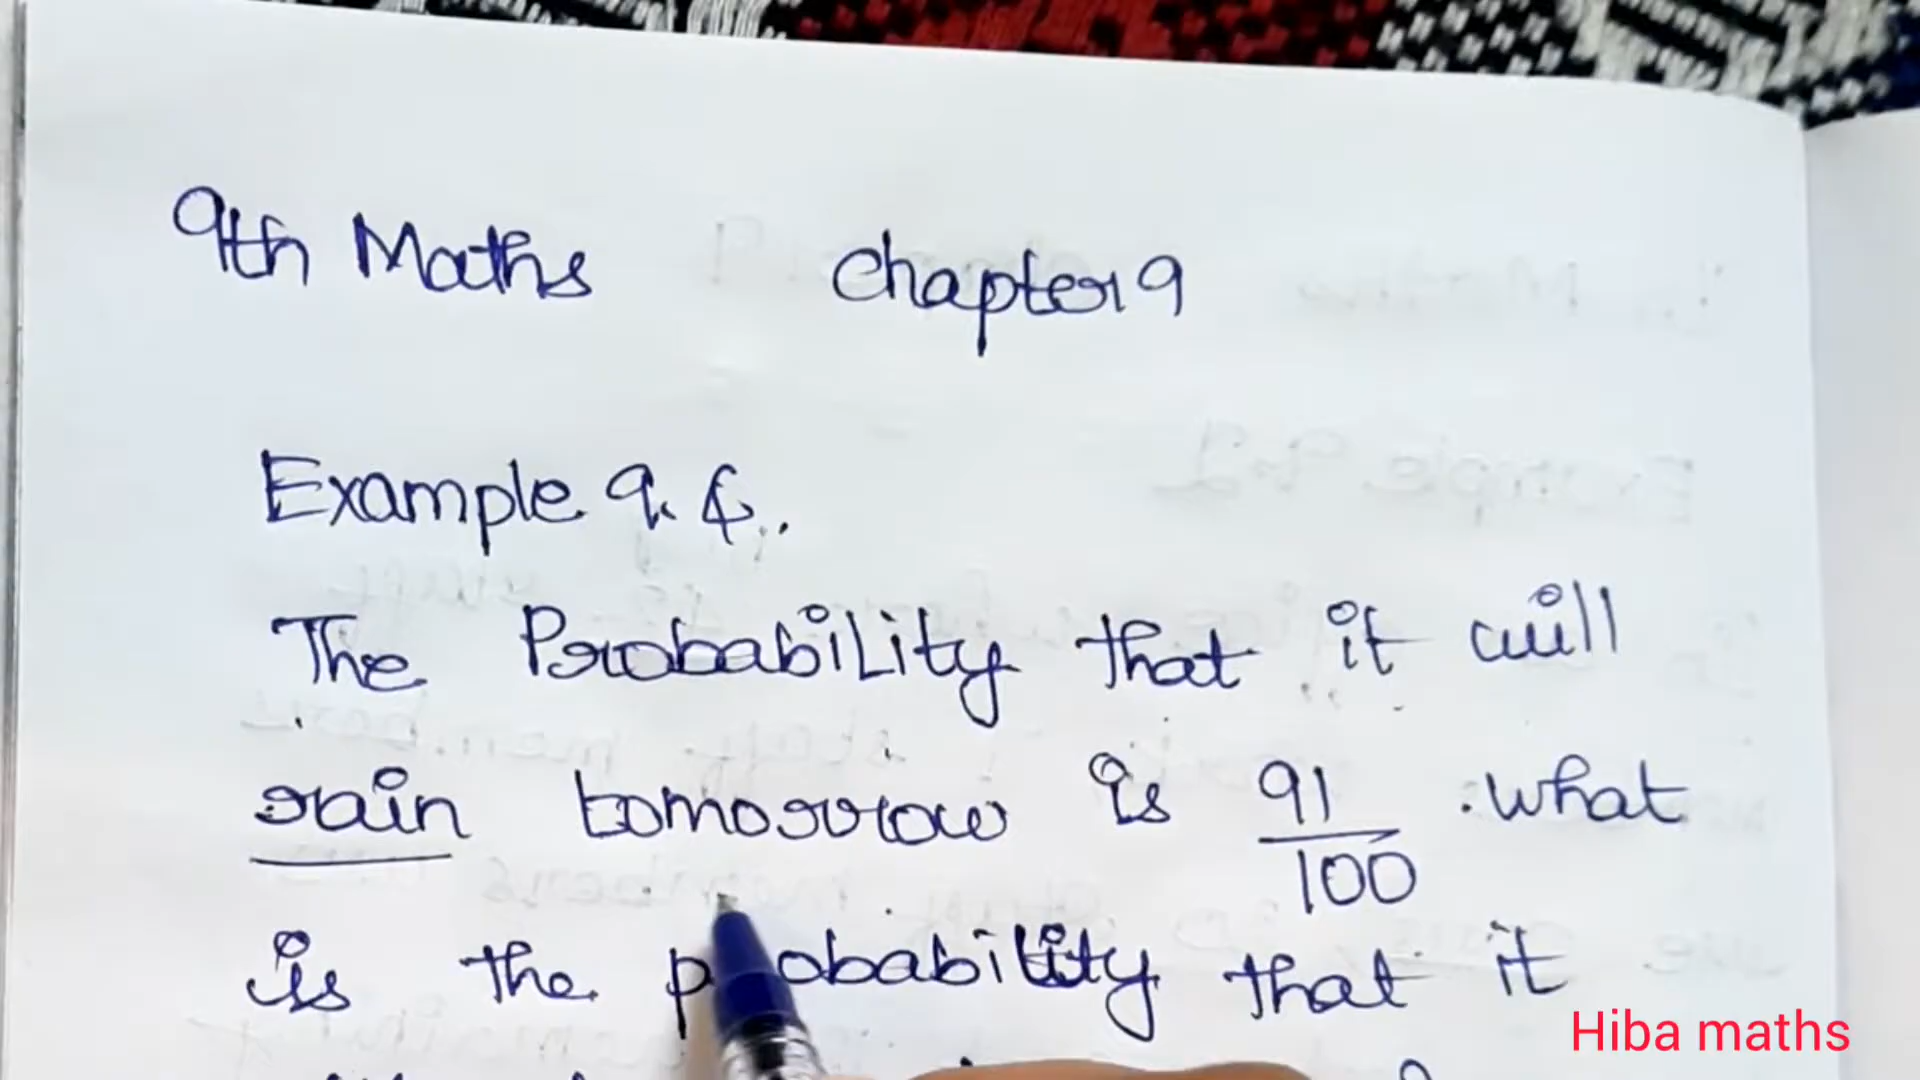 9th Maths Chapter 9
Example 9.4.
The Probability that it will
rain tomorrow is 91/100 . what
is the probability that it
Hiba maths